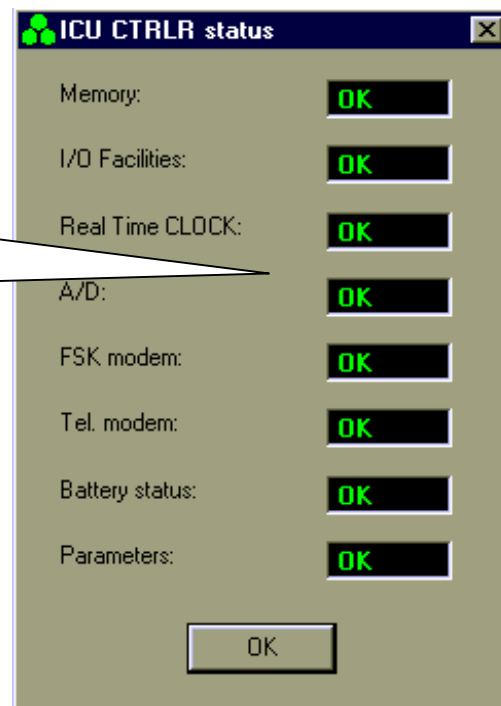 ICU CTRLR status
Memory: OK
I/O Facilities: OK
Real Time CLOCK: OK
A/D: OK
FSK modem: OK
Tel. modem: OK
Battery status: OK
Parameters: OK
OK